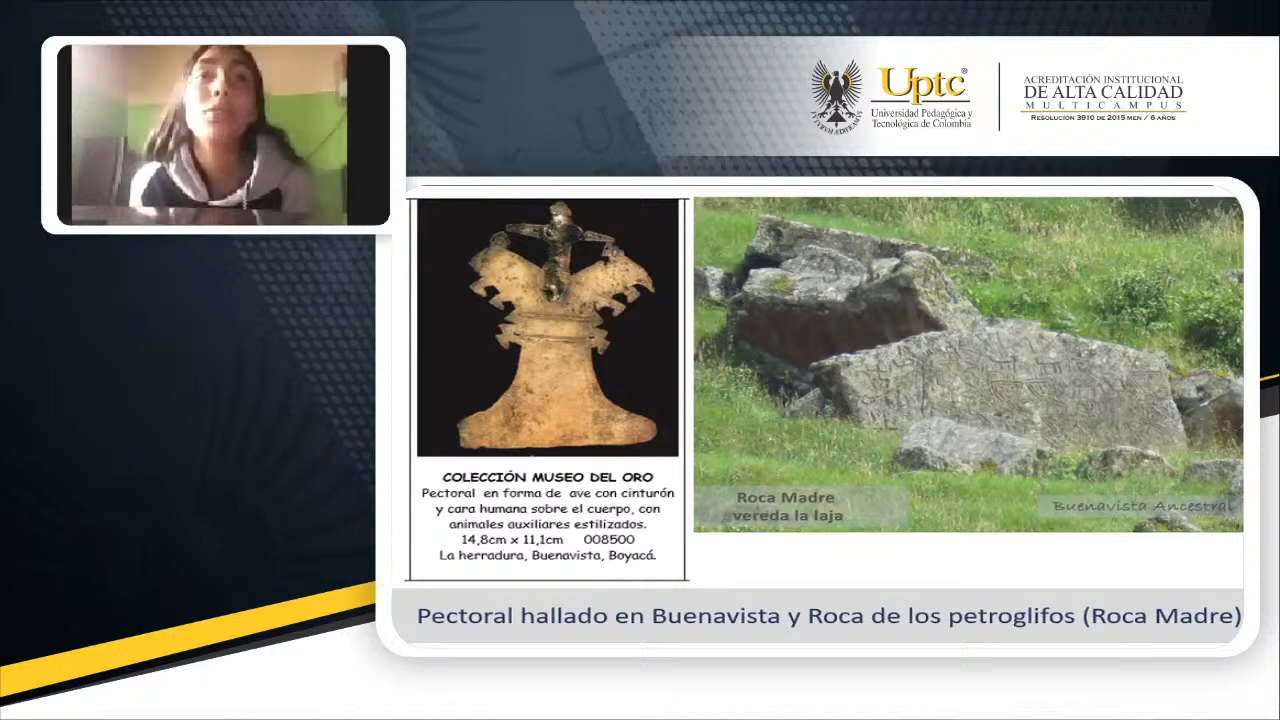 Uptc®
Universidad Pedagógica y
Tecnológica de Colombia
ACREDITACIÓN INSTITUCIONAL
DE ALTA CALIDAD
MULTICAMPUS
RESOLUCIÓN 3910 DE 2015 MEN / 6 AÑOS
COLECCIÓN MUSEO DEL ORO
Pectoral en forma de ave con cinturón
y cara humana sobre el cuerpo, con
animales auxiliares estilizados.
14,8cm x 11,1cm 008500
La herradura, Buenavista, Boyacá.
Roca Madre
vereda la laja
Buenavista Ancestral
Pectoral hallado en Buenavista y Roca de los petroglifos (Roca Madre)